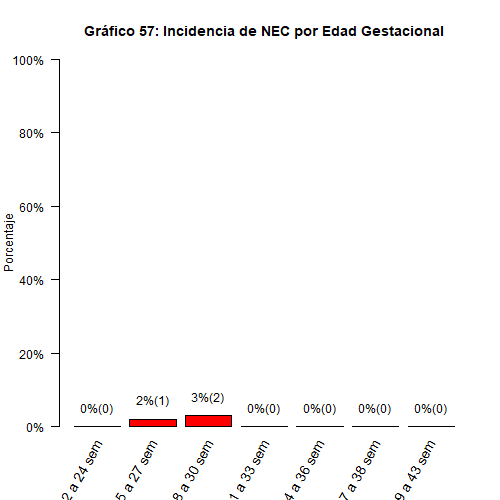 Gráfico 57: Incidencia de NEC por Edad Gestacional
100%
80%
60%
40%
20%
0%
Porcentaje
0%(0)
2%(1)
3%(2)
0%(0)
0%(0)
0%(0)
0%(0)
2 a 24 sem
5 a 27 sem
8 a 30 sem
1 a 33 sem
4 a 36 sem
7 a 38 sem
9 a 43 sem